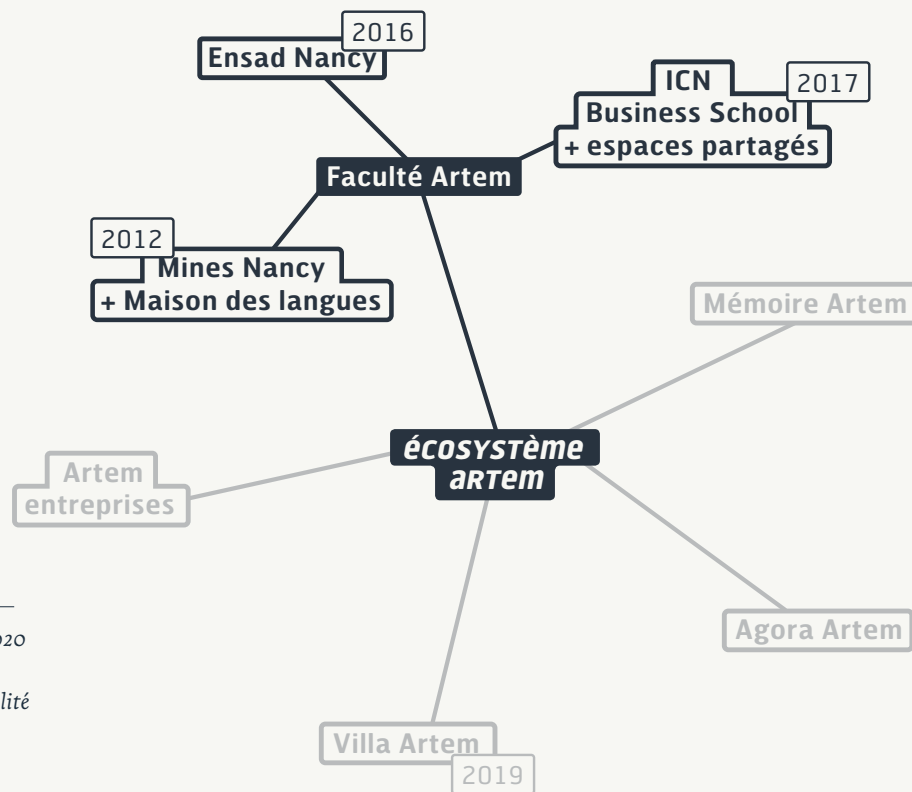 2016
Ensad Nancy
ICN
2017
Business School
+ espaces partagés
Faculté Artem
2012
Mines Nancy
+ Maison des langues
Mémoire Artem
écosystème
artem
Artem
entreprises
Agora Artem
Villa Artem
2019